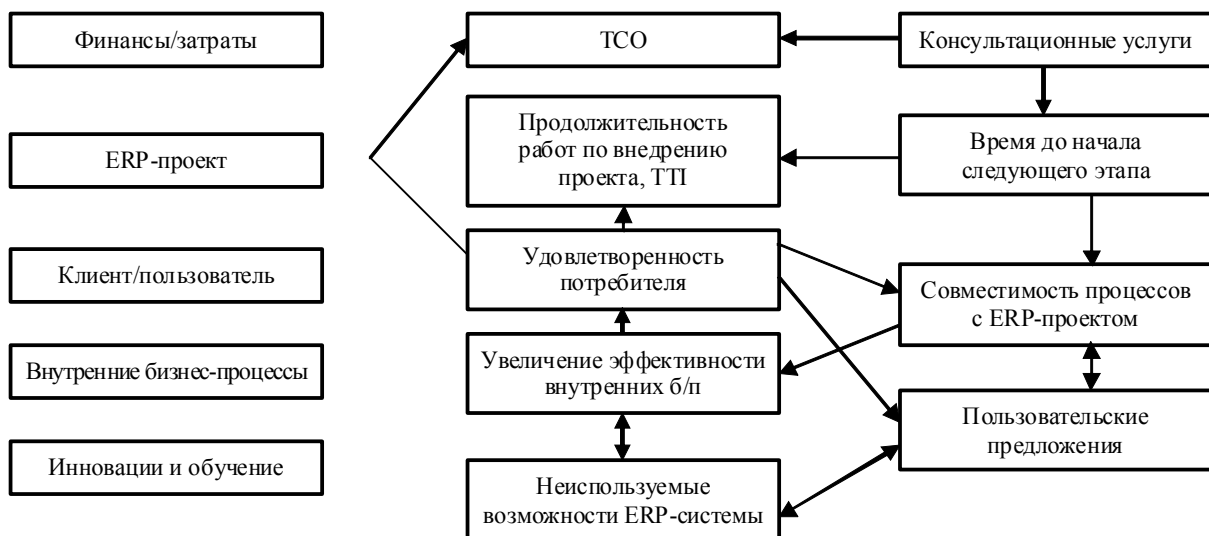 Финансы/затраты
ERP-проект
Клиент/пользователь
Внутренние бизнес-процессы
Инновации и обучение
TCO
Продолжительность
работ по внедрению
проекта, TTI
Удовлетворенность
потребителя
Увеличение эффективности
внутренних б/п
Неиспользуемые
возможности ERP-системы
Консультационные услуги
Время до начала
следующего этапа
Совместимость процессов
с ERP-проектом
Пользовательские
предложения